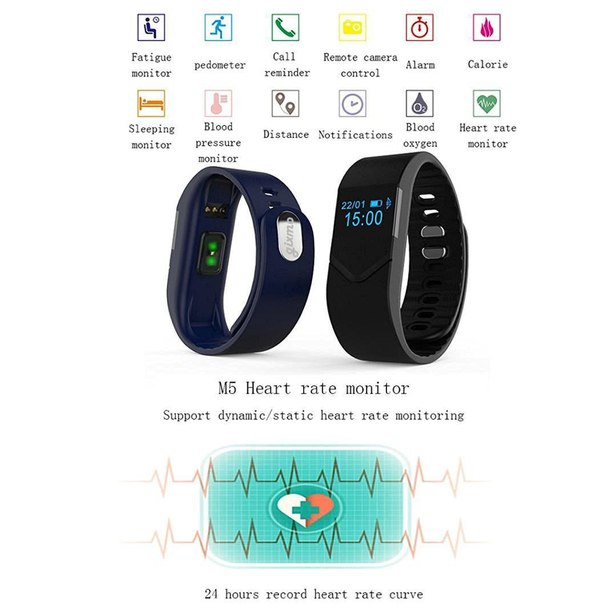 Fatigue
monitor
pedometer
Call
reminder
Remote camera
control
Alarm
Calorie
Sleeping
monitor
Blood
pressure
monitor
Distance
Notifications
O2
Blood
oxygen
Heart rate
monitor
gixmo
22/01
15:00
M5 Heart rate monitor
Support dynamic/static heart rate monitoring
24 hours record heart rate curve